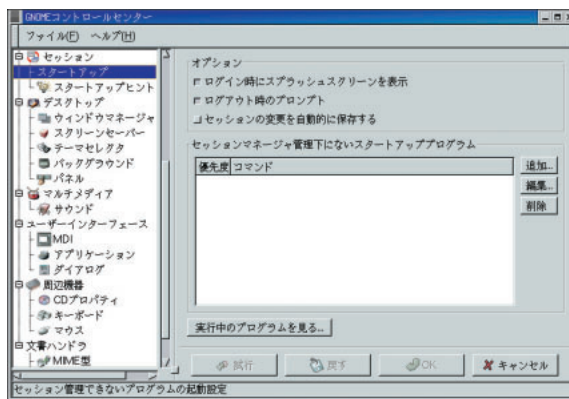 GNOMEコントロールセンター
ファイル(F) ヘルプ(H)
セッション
スタートアップ
スタートアップヒント
デスクトップ
ウィンドウマネージャ
スクリーンセーバー
テーマセレクタ
バックグラウンド
パネル
マルチメディア
サウンド
ユーザーインターフェース
MDI
アプリケーション
ダイアログ
周辺機器
CDプロパティ
キーボード
マウス
文書ハンドラ
MIME型
オプション
ログイン時にスプラッシュスクリーンを表示
ログアウト時のプロンプト
セッションの変更を自動的に保存する
セッションマネージャ管理下にないスタートアッププログラム
優先度 コマンド
追加...
編集...
削除
実行中のプログラムを見る...
試行 戻す OK キャンセル
セッション管理できないプログラムの起動設定